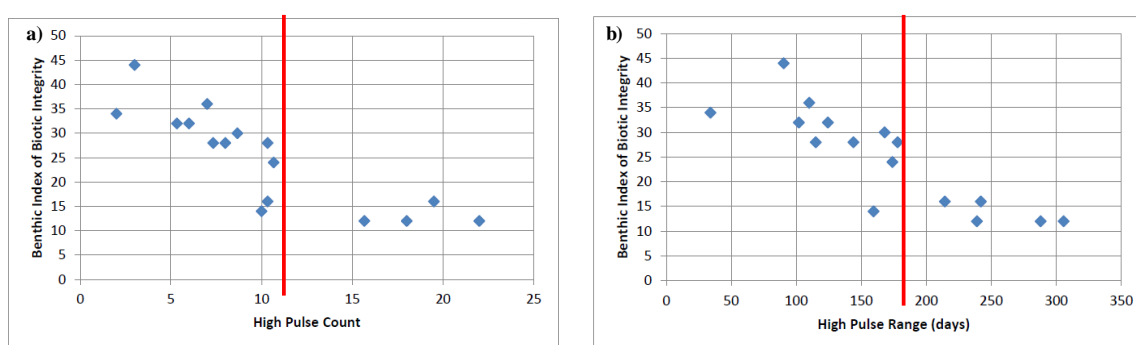 a)
Benthic Index of Biotic Integrity
50
45
40
35
30
25
20
15
10
5
0
0 5 10 15 20 25
High Pulse Count
b)
Benthic Index of Biotic Integrity
50
45
40
35
30
25
20
15
10
5
0
0 50 100 150 200 250 300 350
High Pulse Range (days)